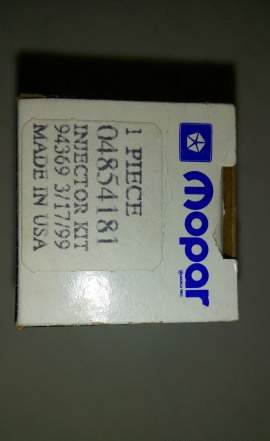 1 PIECE
04854181
INJECTOR KIT
94369 3/17/99
MADE IN USA
Mopar